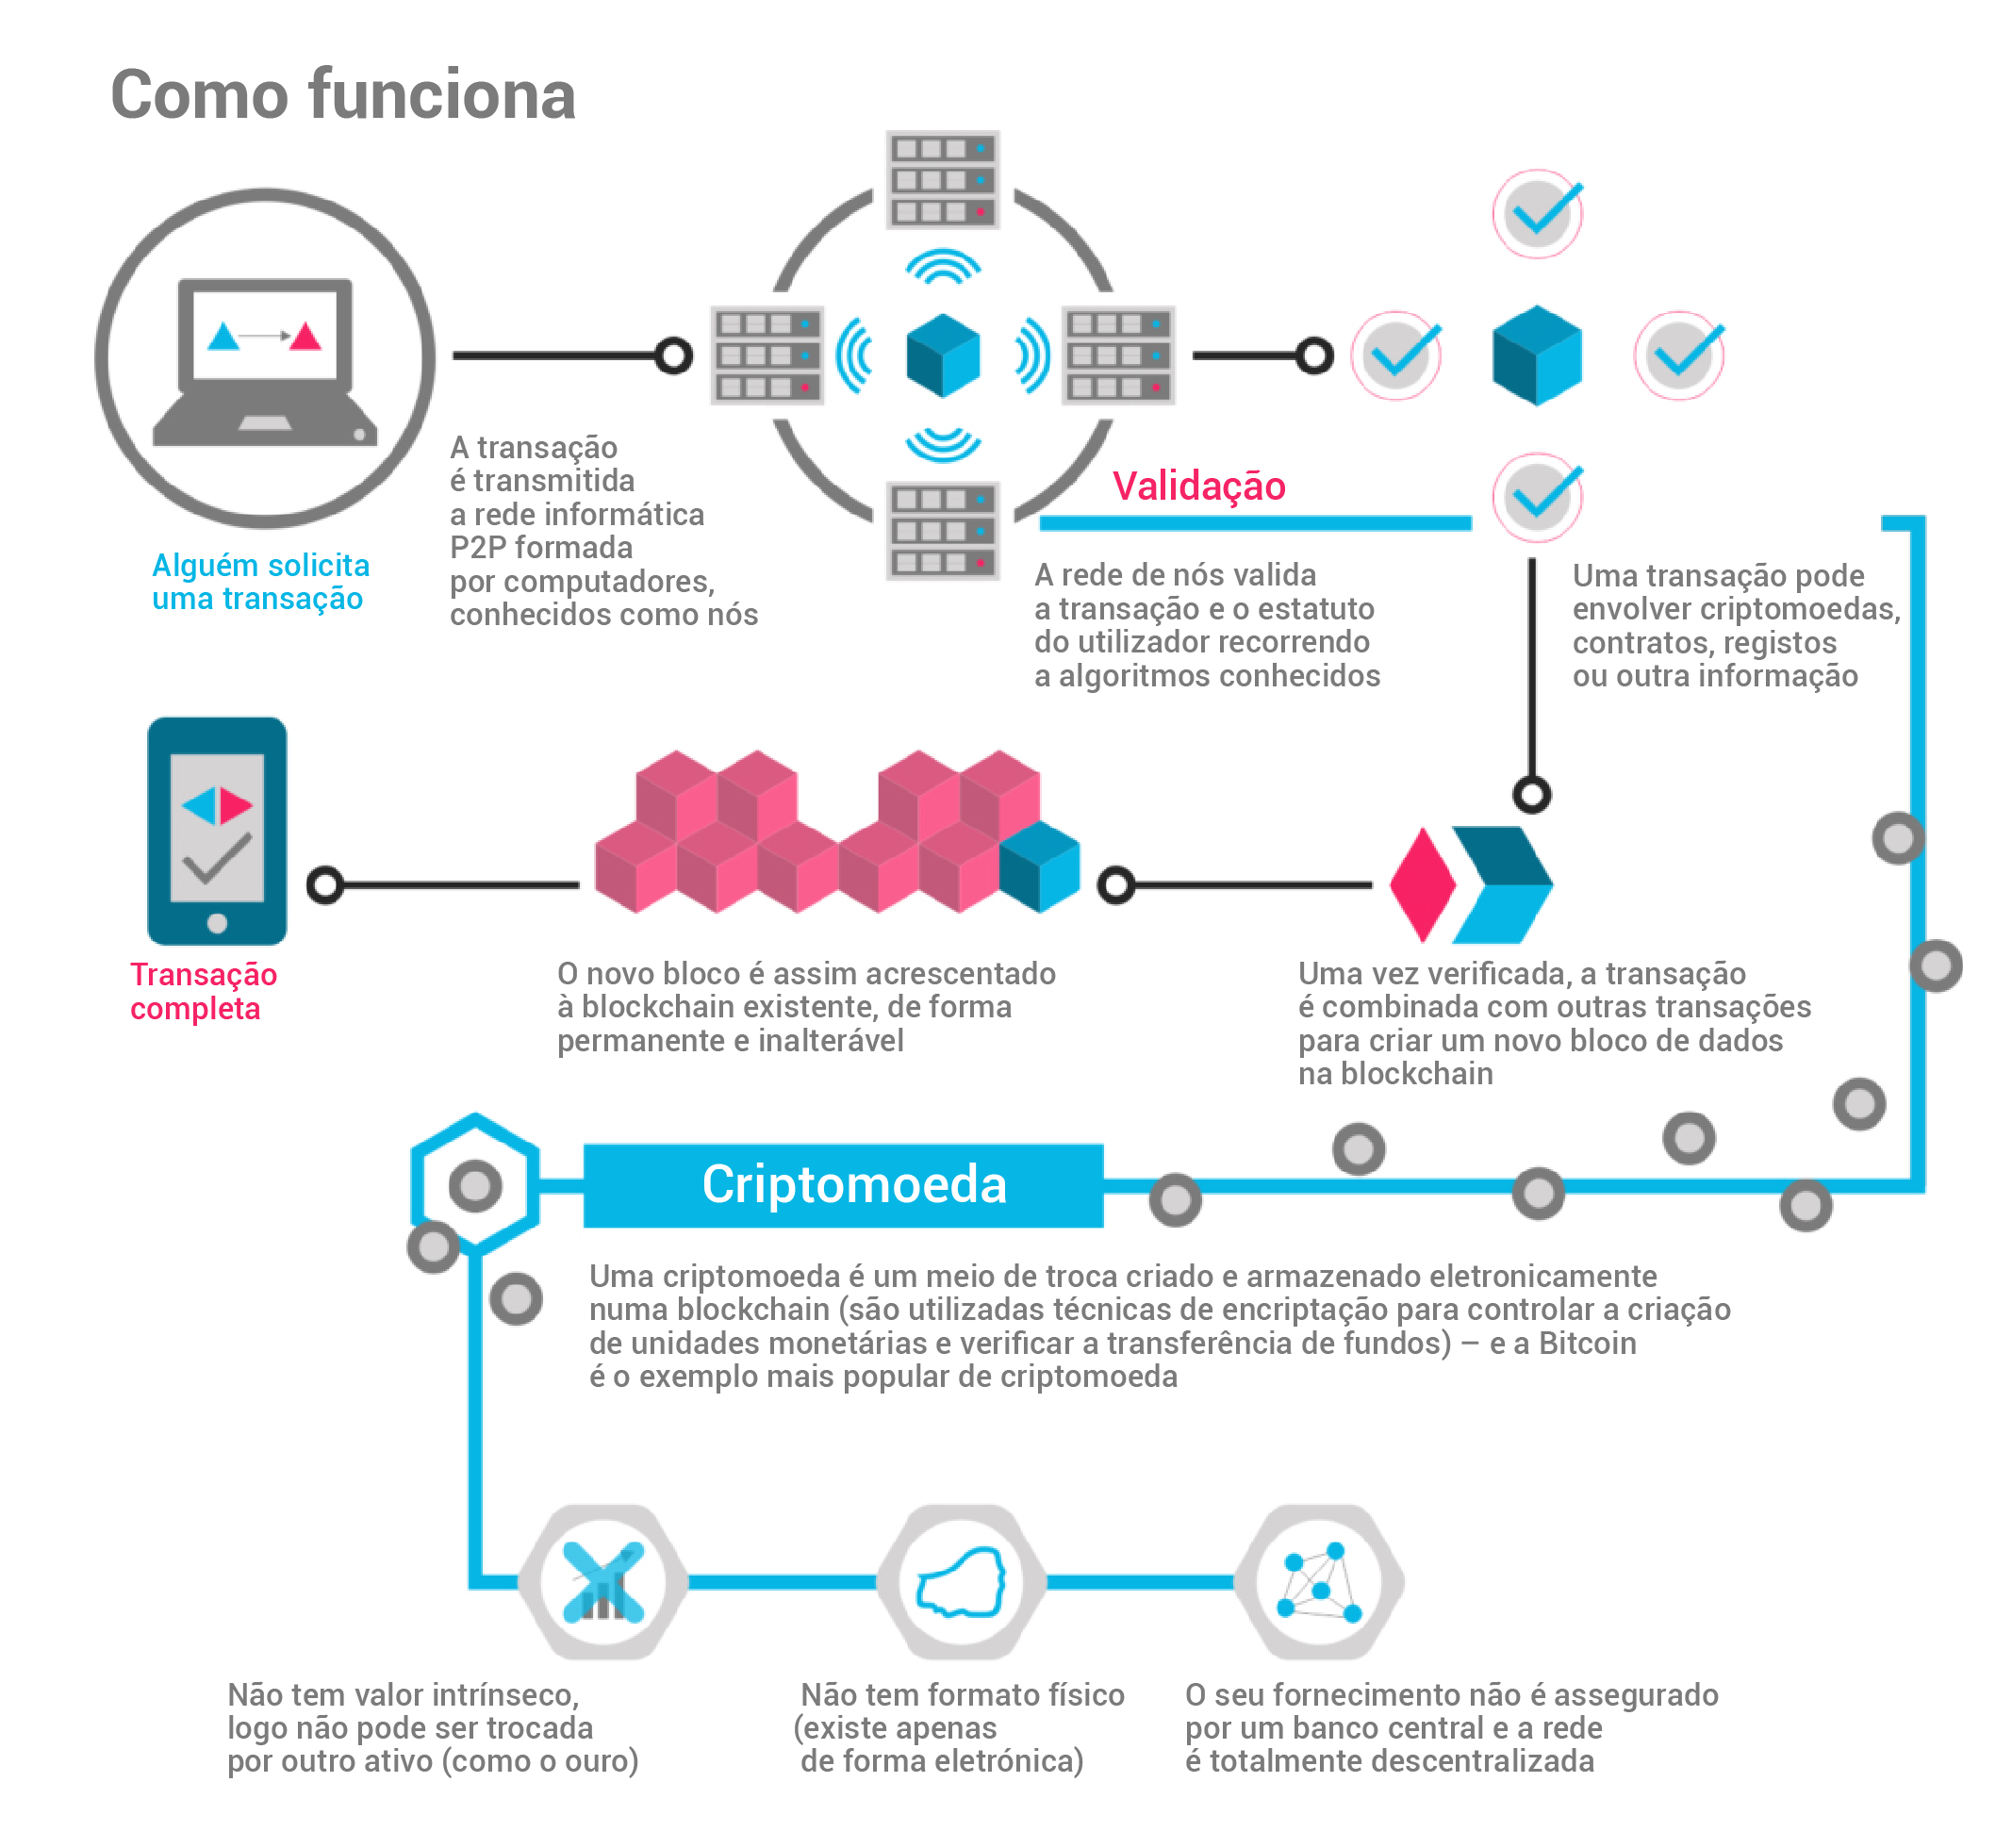 Como funciona
Alguém solicita
uma transação
A transação
é transmitida
a rede informática
P2P formada
por computadores,
conhecidos como nós
Validação
A rede de nós valida
a transação e o estatuto
do utilizador recorrendo
a algoritmos conhecidos
Uma transação pode
envolver criptomoedas,
contratos, registos
ou outra informação
Uma vez verificada, a transação
é combinada com outras transações
para criar um novo bloco de dados
na blockchain
O novo bloco é assim acrescentado
à blockchain existente, de forma
permanente e inalterável
Transação
completa
Criptomoeda
Uma criptomoeda é um meio de troca criado e armazenado eletronicamente
numa blockchain (são utilizadas técnicas de encriptação para controlar a criação
de unidades monetárias e verificar a transferência de fundos) – e a Bitcoin
é o exemplo mais popular de criptomoeda
Não tem valor intrínseco,
logo não pode ser trocada
por outro ativo (como o ouro)
Não tem formato físico
(existe apenas
de forma eletrónica)
O seu fornecimento não é assegurado
por um banco central e a rede
é totalmente descentralizada